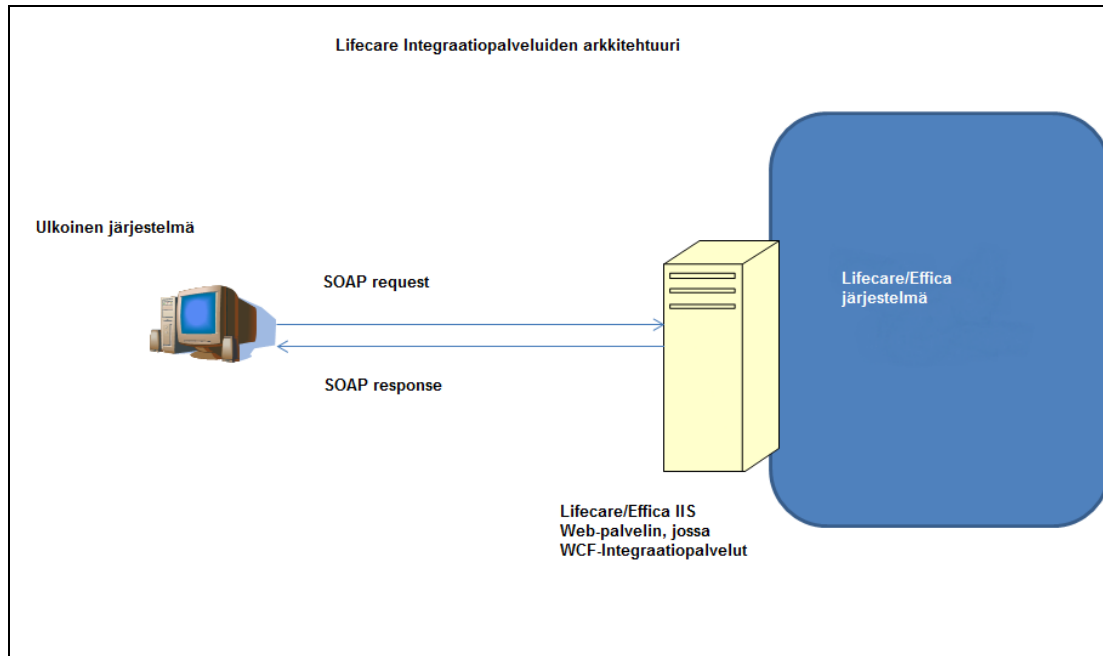 Lifecare Integraatiopalveluiden arkkitehtuuri
Ulkoinen järjestelmä
SOAP request
SOAP response
Lifecare/Effica
järjestelmä
Lifecare/Effica IIS
Web-palvelin, jossa
WCF-Integraatiopalvelut